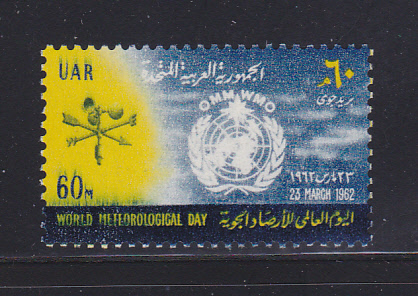 UAR
الجمهورية العربية المتحدة
٦٠ م
بريد جوى
OMM WMO
٢٣ مارس ١٩٦٢
23 MARCH 1962
60 M
WORLD METEOROLOGICAL DAY
اليوم العالمى للأرصاد الجوية